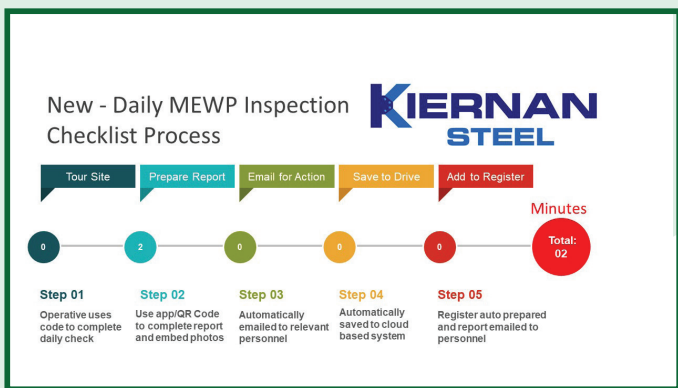 New - Daily MEWP Inspection
Checklist Process
KIERNAN
STEEL
Tour Site
Prepare Report
Email for Action
Save to Drive
Add to Register
Minutes
0
2
0
0
0
Total:
02
Step 01
Operative uses
code to complete
daily check
Step 02
Use app/QR Code
to complete report
and embed photos
Step 03
Automatically
emailed to relevant
personnel
Step 04
Automatically
saved to cloud
based system
Step 05
Register auto prepared
and report emailed to
personnel